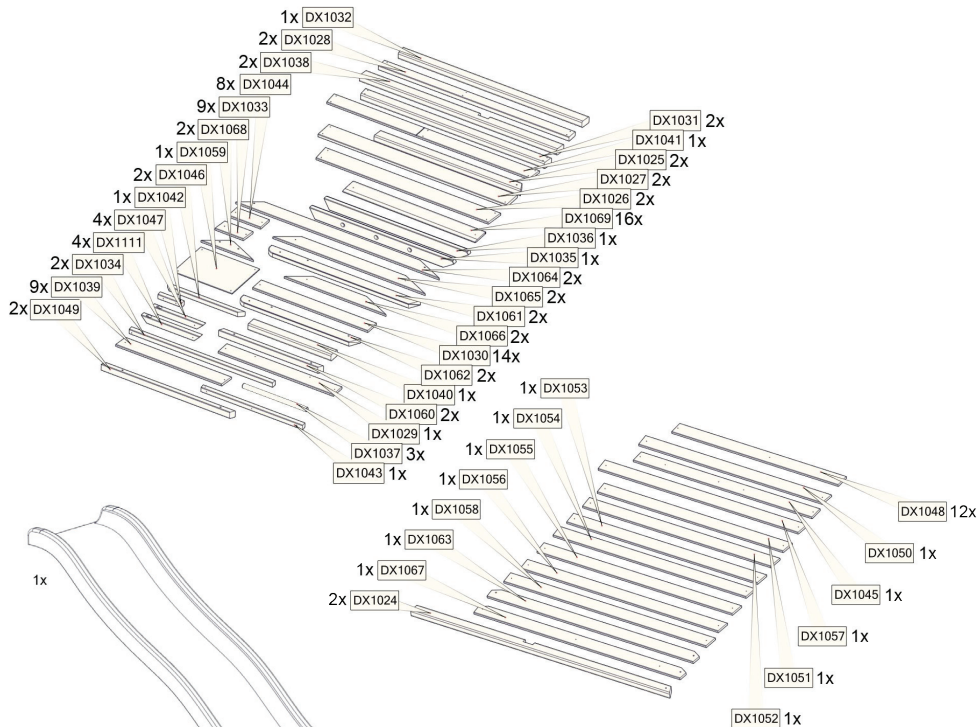 1x DX1032
2x DX1028
2x DX1038
8x DX1044
9x DX1033
2x DX1068
1x DX1059
2x DX1046
1x DX1042
4x DX1047
4x DX1111
2x DX1034
9x DX1039
2x DX1049
DX1031 2x
DX1041 1x
DX1025 2x
DX1027 2x
DX1026 2x
DX1069 16x
DX1036 1x
DX1035 1x
DX1064 2x
DX1065 2x
DX1061 2x
DX1066 2x
DX1030 14x
DX1062 2x
DX1040 1x
DX1060 2x
DX1029 1x
DX1037 3x
DX1043 1x
1x DX1053
1x DX1054
1x DX1055
1x DX1056
1x DX1058
1x DX1063
1x DX1067
2x DX1024
DX1048 12x
DX1050 1x
DX1045 1x
DX1057 1x
DX1051 1x
DX1052 1x
1x